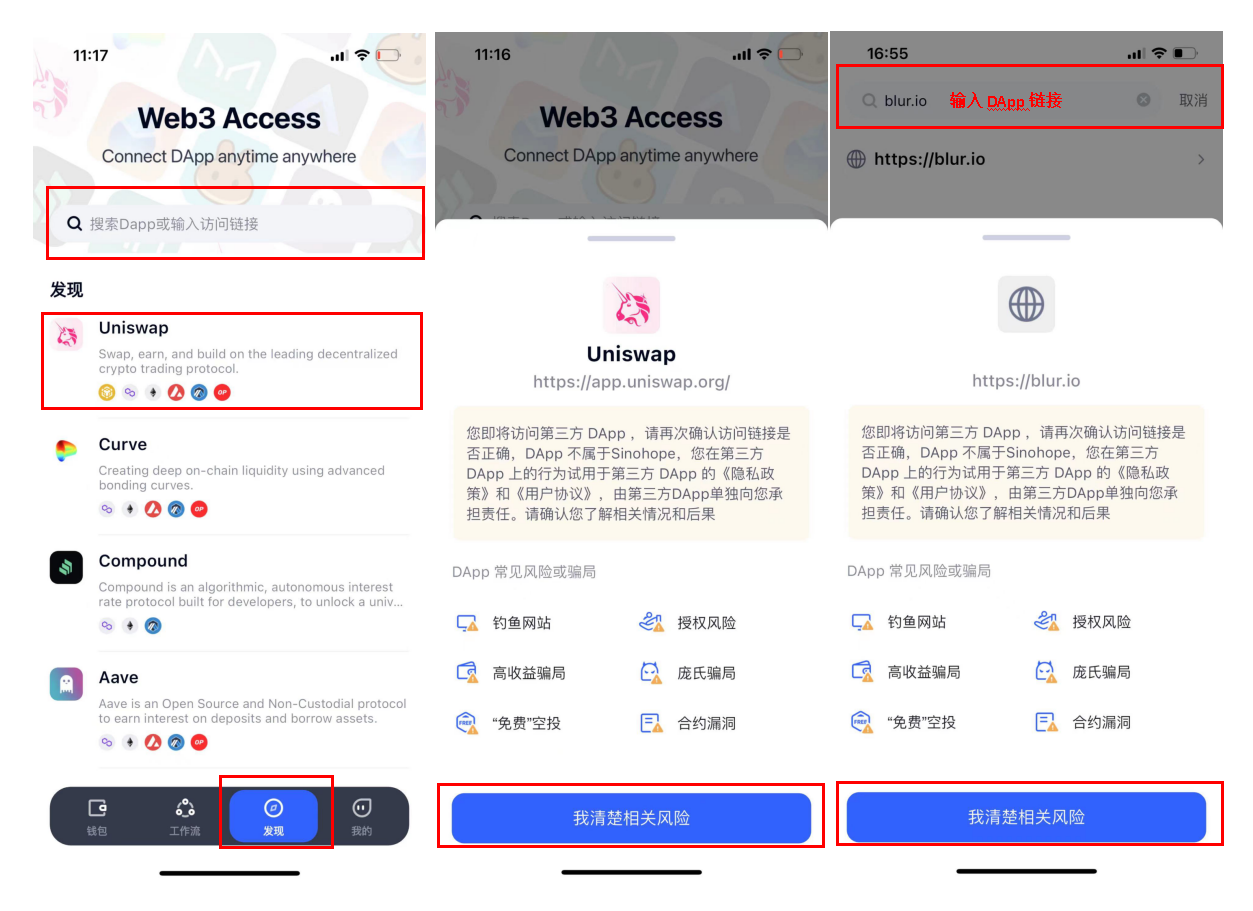 11:17
Web3 Access
Connect DApp anytime anywhere
搜索Dapp或输入访问链接
发现
Uniswap
Swap, earn, and build on the leading decentralized
crypto trading protocol.
OP
Curve
Creating deep on-chain liquidity using advanced
bonding curves.
OP
Compound
Compound is an algorithmic, autonomous interest
rate protocol built for developers, to unlock a univ...
Aave
Aave is an Open Source and Non-Custodial protocol
to earn interest on deposits and borrow assets.
OP
钱包
工作流
发现
我的
11:16
Web3 Access
Connect DApp anytime anywhere
搜索Dapp或输入访问链接
Uniswap
https://app.uniswap.org/
您即将访问第三方 DApp ，请再次确认访问链接是
否正确，DApp 不属于Sinohope，您在第三方
DApp 上的行为试用于第三方 DApp 的《隐私政
策》和《用户协议》，由第三方DApp单独向您承
担责任。请确认您了解相关情况和后果
DApp 常见风险或骗局
钓鱼网站
授权风险
高收益骗局
庞氏骗局
FREE
“免费”空投
合约漏洞
我清楚相关风险
16:55
blur.io
输入 DApp 链接
取消
https://blur.io
https://blur.io
您即将访问第三方 DApp ，请再次确认访问链接是
否正确，DApp 不属于Sinohope，您在第三方
DApp 上的行为试用于第三方 DApp 的《隐私政
策》和《用户协议》，由第三方DApp单独向您承
担责任。请确认您了解相关情况和后果
DApp 常见风险或骗局
钓鱼网站
授权风险
高收益骗局
庞氏骗局
FREE
“免费”空投
合约漏洞
我清楚相关风险